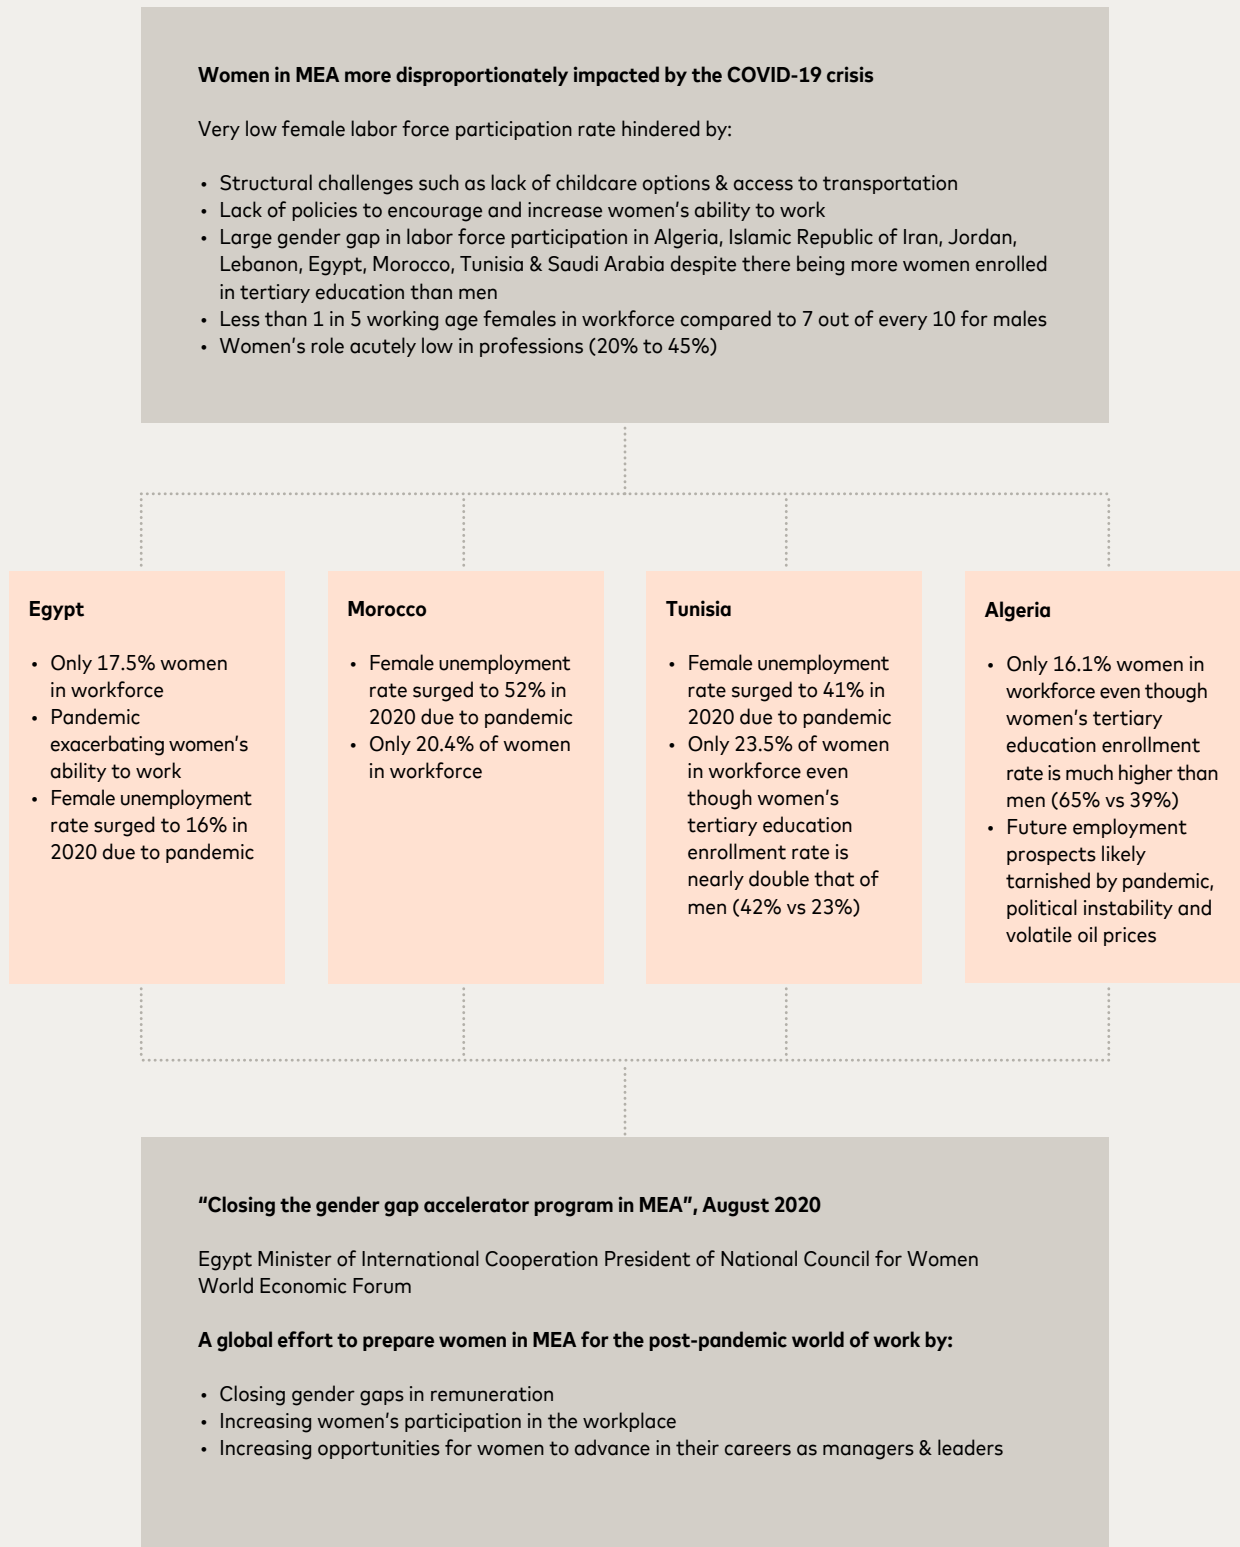 Women in MEA more disproportionately impacted by the COVID-19 crisis
Very low female labor force participation rate hindered by:
• Structural challenges such as lack of childcare options & access to transportation
• Lack of policies to encourage and increase women's ability to work
• Large gender gap in labor force participation in Algeria, Islamic Republic of Iran, Jordan,
Lebanon, Egypt, Morocco, Tunisia & Saudi Arabia despite there being more women enrolled
in tertiary education than men
• Less than 1 in 5 working age females in workforce compared to 7 out of every 10 for males
• Women's role acutely low in professions (20% to 45%)
Egypt
• Only 17.5% women
in workforce
• Pandemic
exacerbating women's
ability to work
• Female unemployment
rate surged to 16% in
2020 due to pandemic
Morocco
• Female unemployment
rate surged to 52% in
2020 due to pandemic
• Only 20.4% of women
in workforce
Tunisia
• Female unemployment
rate surged to 41% in
2020 due to pandemic
• Only 23.5% of women
in workforce even
though women's
tertiary education
enrollment rate is
nearly double that of
men (42% vs 23%)
Algeria
• Only 16.1% women in
workforce even though
women's tertiary
education enrollment
rate is much higher than
men (65% vs 39%)
• Future employment
prospects likely
tarnished by pandemic,
political instability and
volatile oil prices
“Closing the gender gap accelerator program in MEA”, August 2020
Egypt Minister of International Cooperation President of National Council for Women
World Economic Forum
A global effort to prepare women in MEA for the post-pandemic world of work by:
• Closing gender gaps in remuneration
• Increasing women's participation in the workplace
• Increasing opportunities for women to advance in their careers as managers & leaders